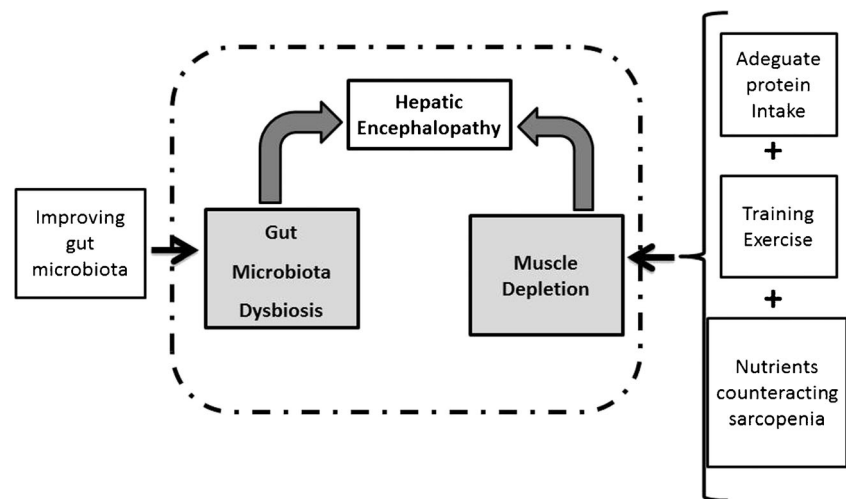 Hepatic
Encephalopathy
Improving
gut
microbiota
Gut
Microbiota
Dysbiosis
Muscle
Depletion
Adeguate
protein
Intake
+
Training
Exercise
+
Nutrients
counteracting
sarcopenia